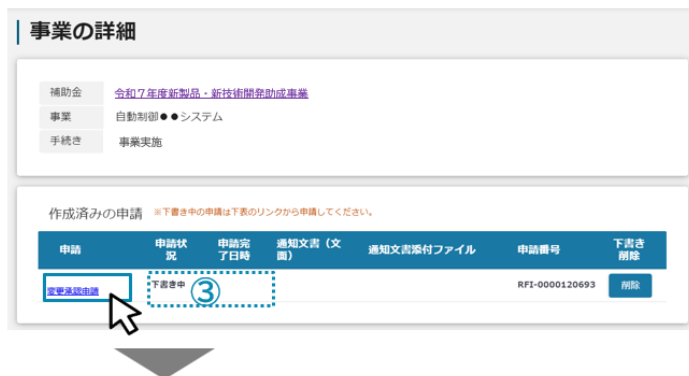 事業の詳細
補助金 令和7年度新製品・新技術開発助成事業
事業 自動制御●●システム
手続き 事業実施
作成済みの申請 ※下書き中の申請は下表のリンクから申請してください。
申請 申請状況 申請完了日時 通知文書（文面） 通知文書添付ファイル 申請番号 下書き削除
変更承認申請 下書き中 ③ RFI-0000120693 削除